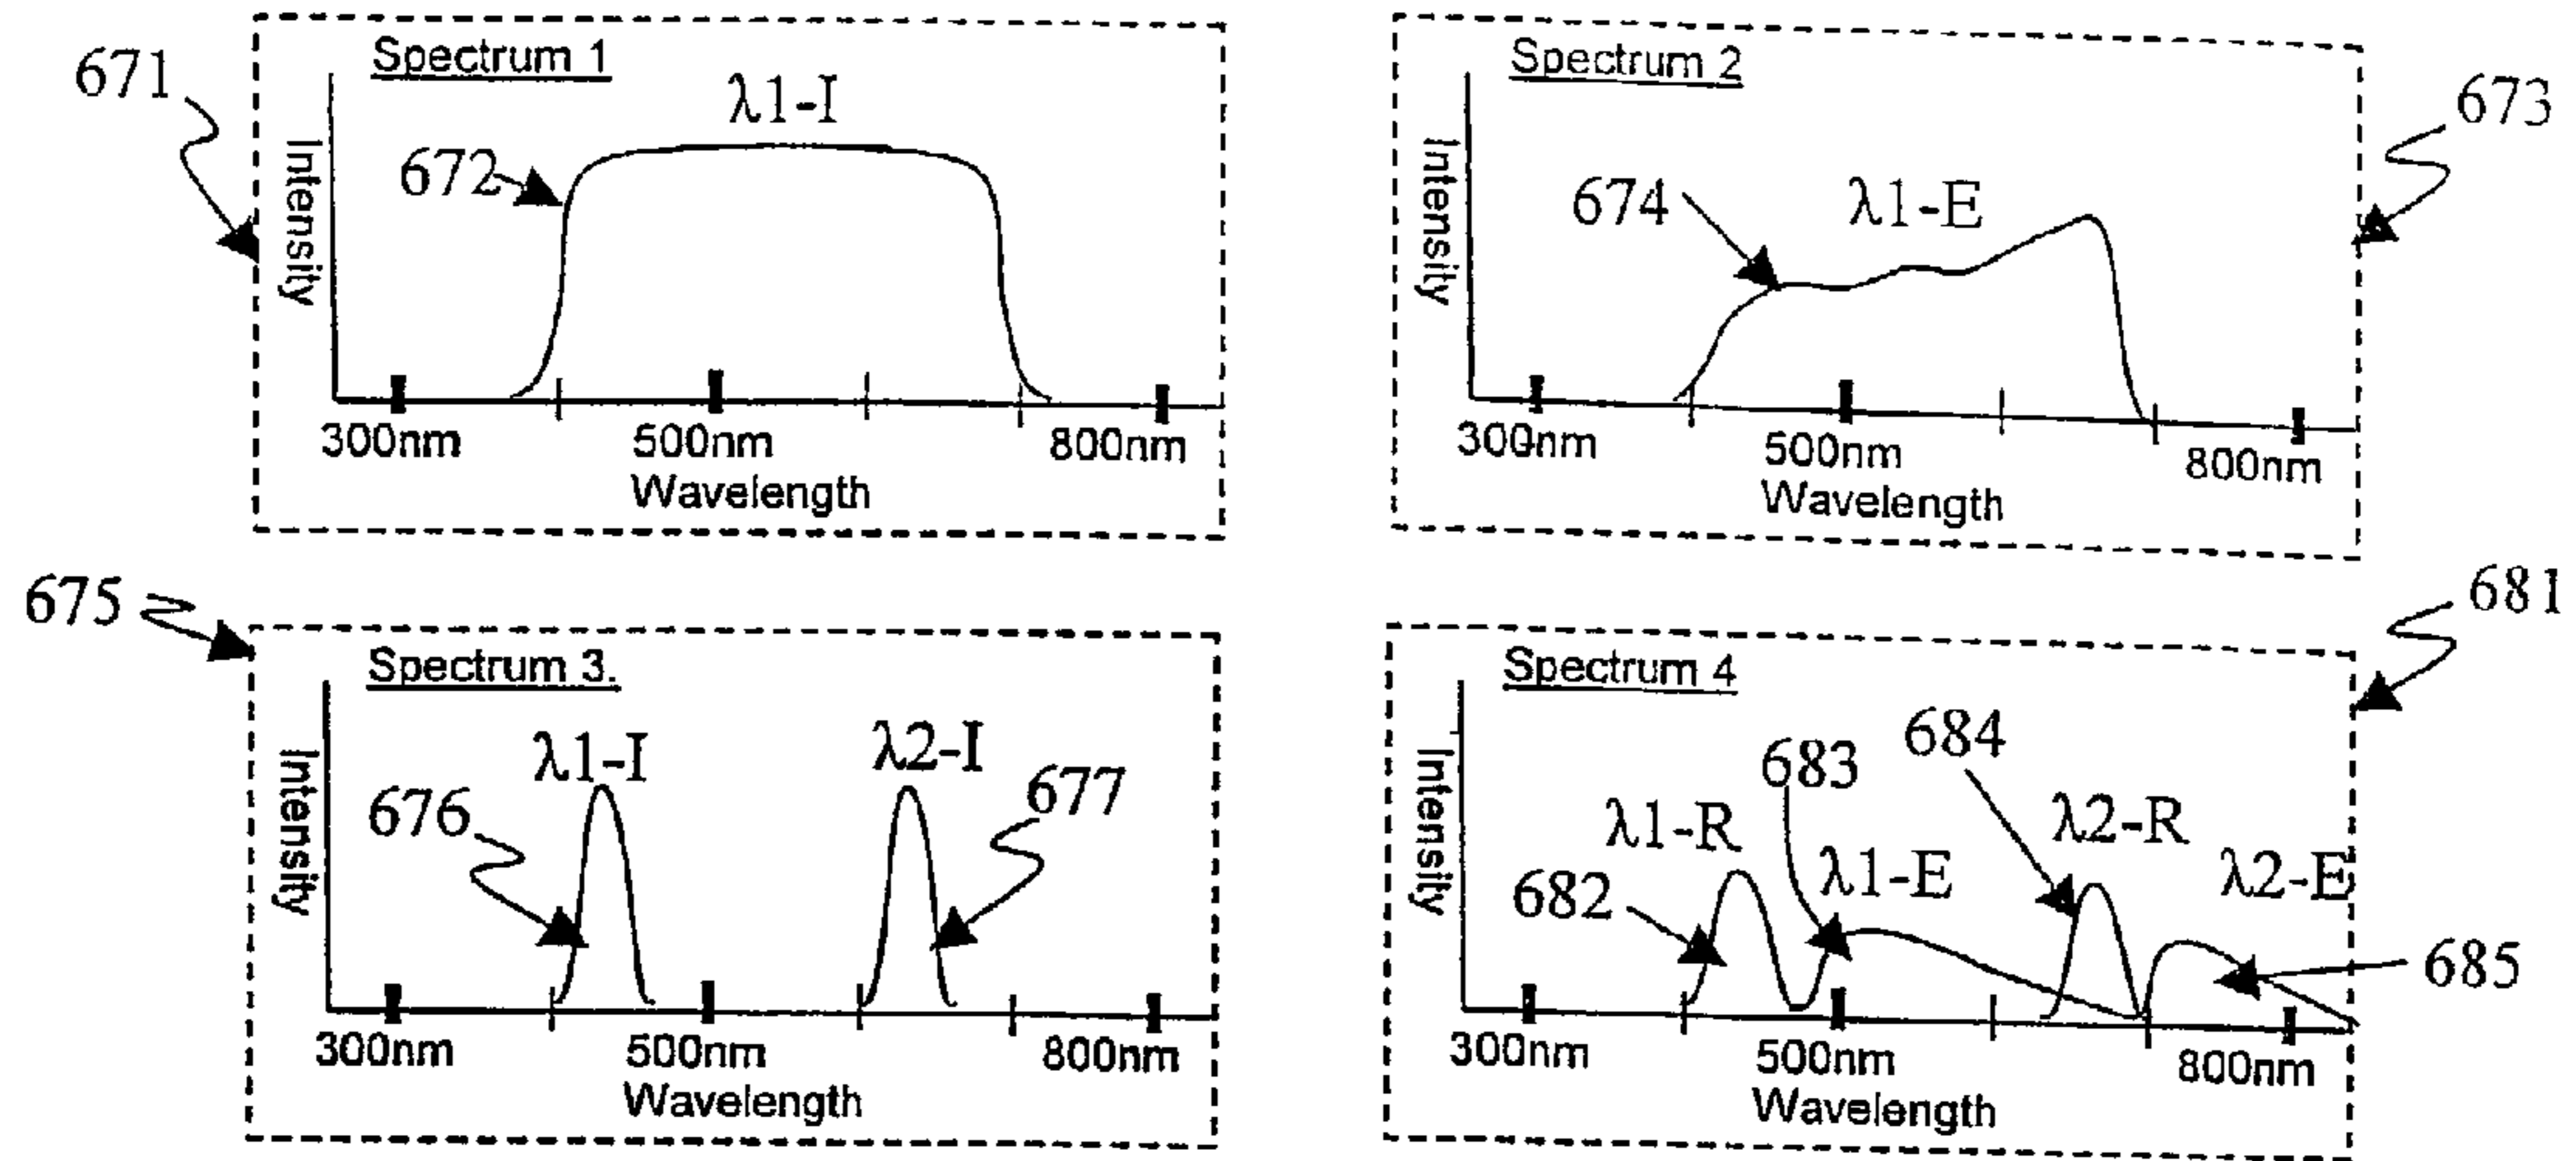 671
Spectrum 1
λ1-I
672
Intensity
300nm
500nm
800nm
Wavelength
Spectrum 2
673
674
λ1-E
Intensity
300nm
500nm
800nm
Wavelength
675
Spectrum 3.
λ1-I
λ2-I
676
677
Intensity
300nm
500nm
800nm
Wavelength
681
Spectrum 4
684
683
λ1-R
λ2-R
λ1-E
λ2-E
682
685
Intensity
300nm
500nm
800nm
Wavelength